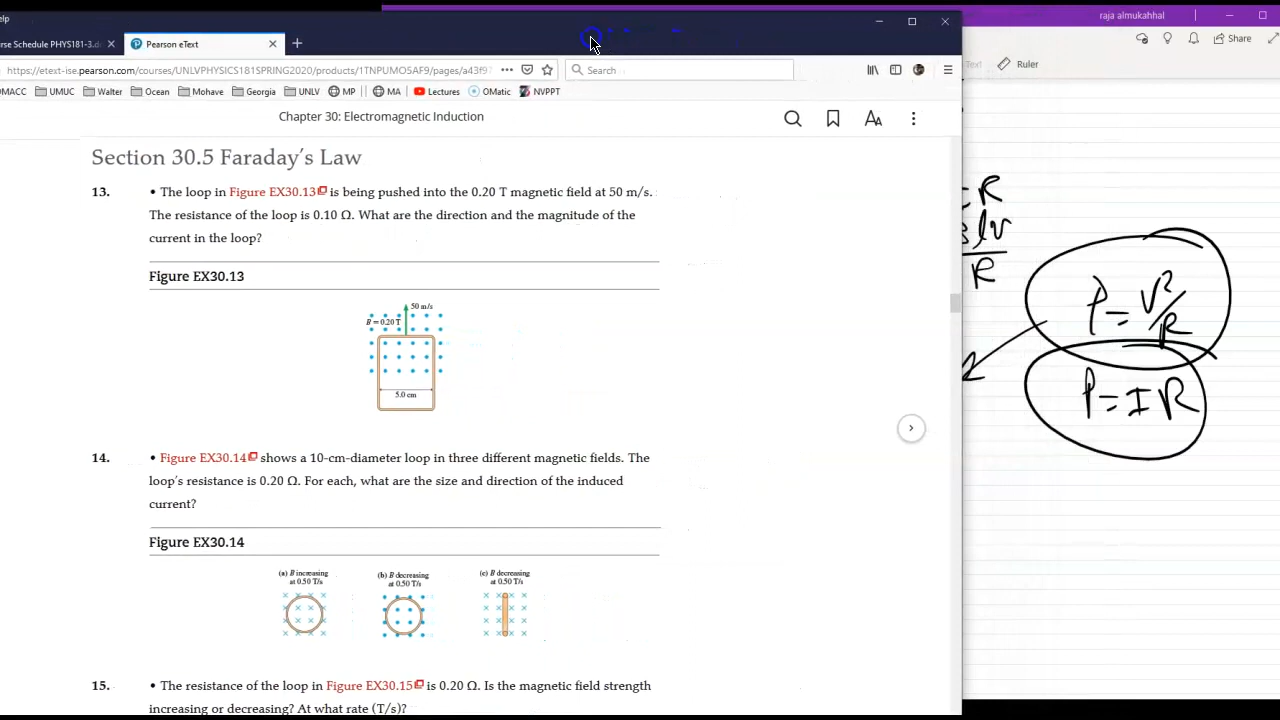 elp
raja almukahhal
rse Schedule PHYS181-3.d
Pearson eText
https://etext-ise.pearson.com/courses/UNLVPHYSICS181SPRING2020/products/1TNPUMO5AF9/pages/a43f9
Search
Share
Text
Ruler
OMACC
UMUC
Walter
Ocean
Mohave
Georgia
UNLV
MP
MA
Lectures
OMatic
NVPPT
Chapter 30: Electromagnetic Induction
Section 30.5 Faraday's Law
13.
• The loop in Figure EX30.13 is being pushed into the 0.20 T magnetic field at 50 m/s.
The resistance of the loop is 0.10 Ω. What are the direction and the magnitude of the
current in the loop?
Figure EX30.13
50 m/s
B = 0.20 T
5.0 cm
14.
• Figure EX30.14 shows a 10-cm-diameter loop in three different magnetic fields. The
loop's resistance is 0.20 Ω. For each, what are the size and direction of the induced
current?
Figure EX30.14
(a) B increasing
at 0.50 T/s
(b) B decreasing
at 0.50 T/s
(c) B decreasing
at 0.50 T/s
15.
• The resistance of the loop in Figure EX30.15 is 0.20 Ω. Is the magnetic field strength
increasing or decreasing? At what rate (T/s)?
R
lv
R
P = V²/R
P = IR